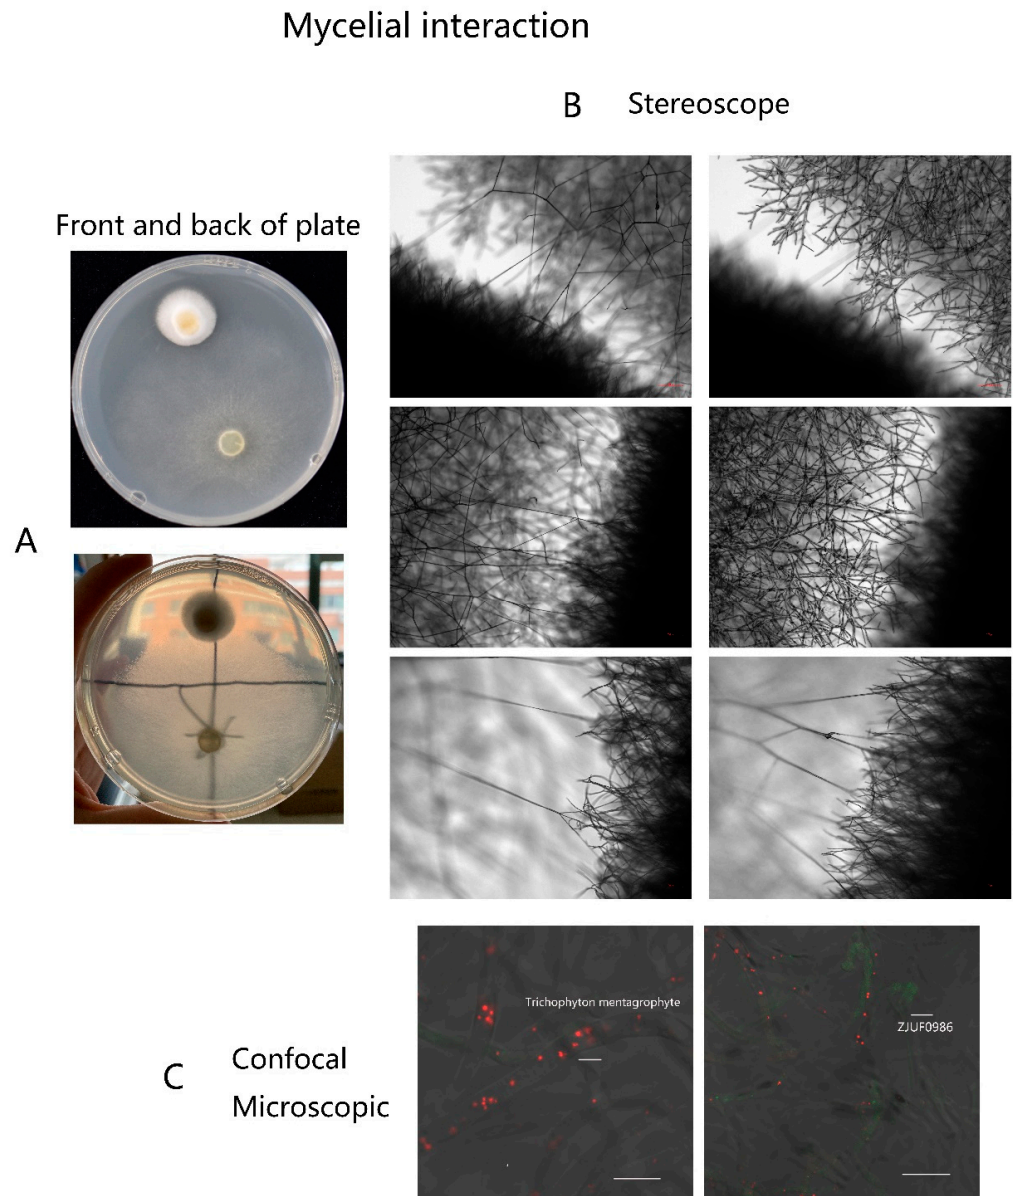 Mycelial interaction
B Stereoscope
Front and back of plate
A
Trichophyton mentagrophyte
ZJUF0986
C Confocal
Microscopic